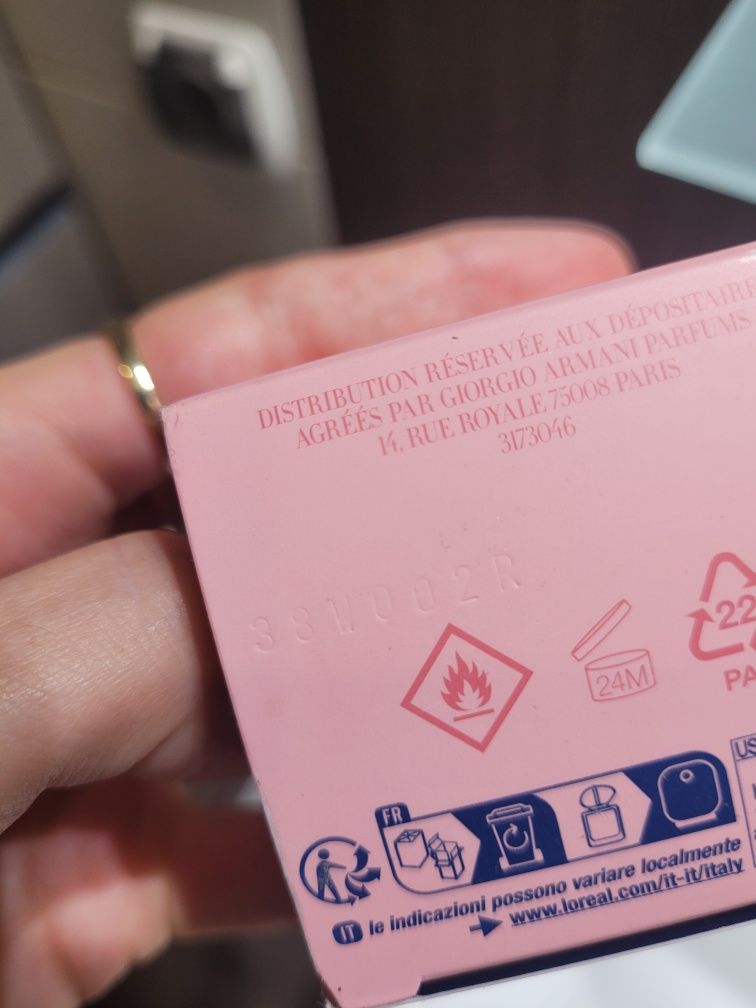 DISTRIBUTION RÉSERVÉE AUX DÉPOSITAIRE
AGRÉÉS PAR GIORGIO ARMANI PARFUMS
14, RUE ROYALE 75008 PARIS
3173046
38W002R
24M
22
PA
FR
US
IT le indicazioni possono variare localmente
www.loreal.com/it-it/italy